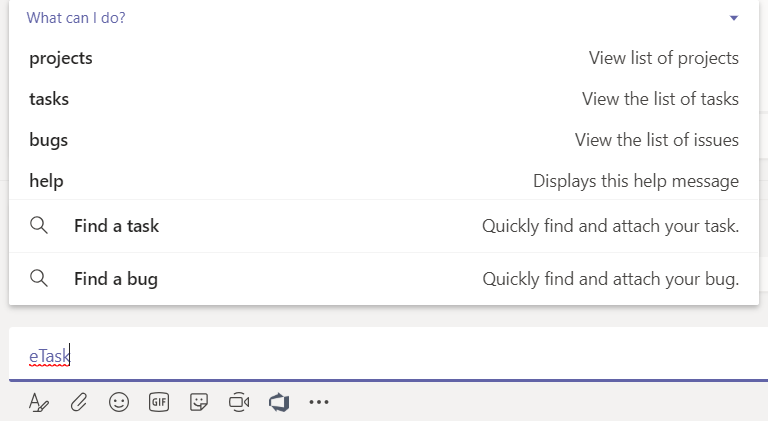 What can I do?
projects View list of projects
tasks View the list of tasks
bugs View the list of issues
help Displays this help message
Find a task Quickly find and attach your task.
Find a bug Quickly find and attach your bug.
eTask
GIF